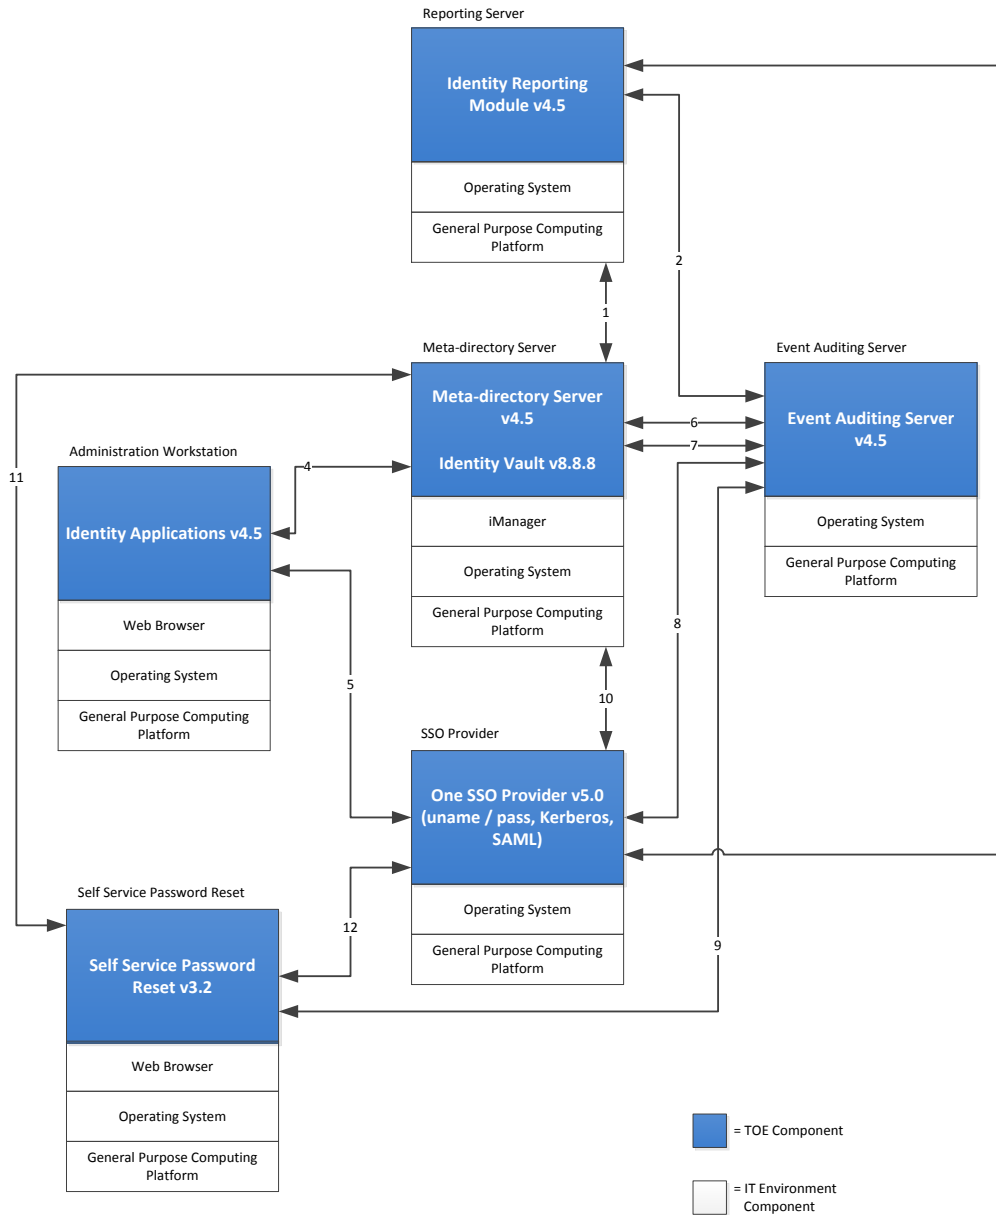 Reporting Server
Identity Reporting
Module v4.5
Operating System
General Purpose Computing
Platform
2
1
Meta-directory Server
Meta-directory Server
v4.5
Identity Vault v8.8.8
iManager
Operating System
General Purpose Computing
Platform
Event Auditing Server
Event Auditing Server
v4.5
Operating System
General Purpose Computing
Platform
6
7
11
4
Administration Workstation
Identity Applications v4.5
Web Browser
Operating System
General Purpose Computing
Platform
8
5
10
SSO Provider
One SSO Provider v5.0
(uname / pass, Kerberos,
SAML)
Operating System
General Purpose Computing
Platform
12
9
Self Service Password Reset
Self Service Password
Reset v3.2
Web Browser
Operating System
General Purpose Computing
Platform
= TOE Component
= IT Environment
Component